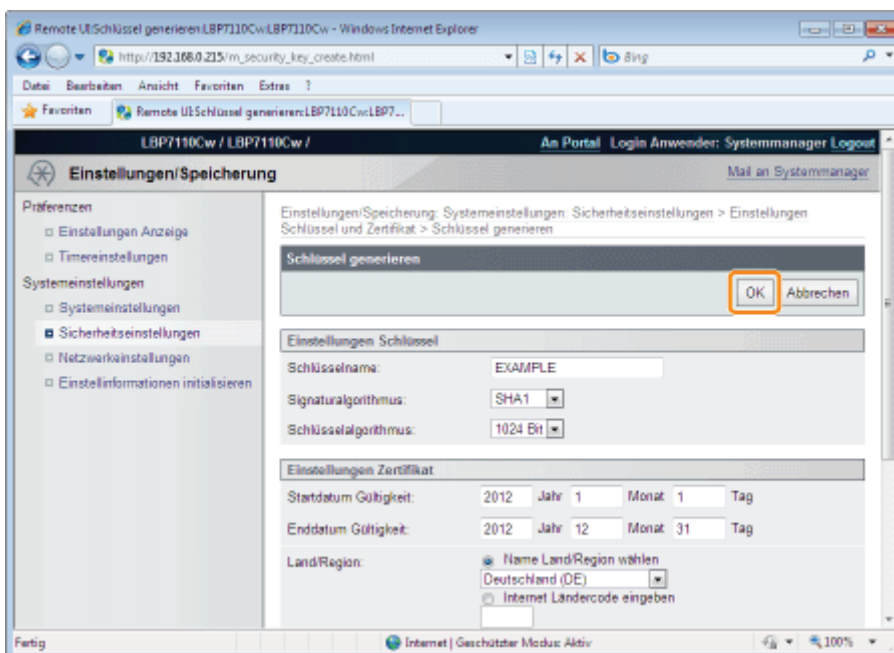 Remote UI:Schlüssel generieren:LBP7110Cw:LBP7110Cw - Windows Internet Explorer
http://192.168.0.215/m_security_key_create.html
Bing
Datei Bearbeiten Ansicht Favoriten Extras ?
Favoriten Remote UI:Schlüssel generieren:LBP7110Cw:LBP7...
LBP7110Cw / LBP7110Cw / An Portal Login Anwender: Systemmanager Logout
Einstellungen/Speicherung Mail an Systemmanager
Präferenzen
Einstellungen Anzeige
Timereinstellungen
Systemeinstellungen
Systemeinstellungen
Sicherheitseinstellungen
Netzwerkeinstellungen
Einstellinformationen initialisieren
Einstellungen/Speicherung: Systemeinstellungen: Sicherheitseinstellungen > Einstellungen
Schlüssel und Zertifikat > Schlüssel generieren
Schlüssel generieren
OK Abbrechen
Einstellungen Schlüssel
Schlüsselname: EXAMPLE
Signaturalgorithmus: SHA1
Schlüsselalgorithmus: 1024 Bit
Einstellungen Zertifikat
Startdatum Gültigkeit: 2012 Jahr 1 Monat 1 Tag
Enddatum Gültigkeit: 2012 Jahr 12 Monat 31 Tag
Land/Region: Name Land/Region wählen
Deutschland (DE)
Internet Ländercode eingeben
Fertig Internet | Geschützter Modus: Aktiv 100%